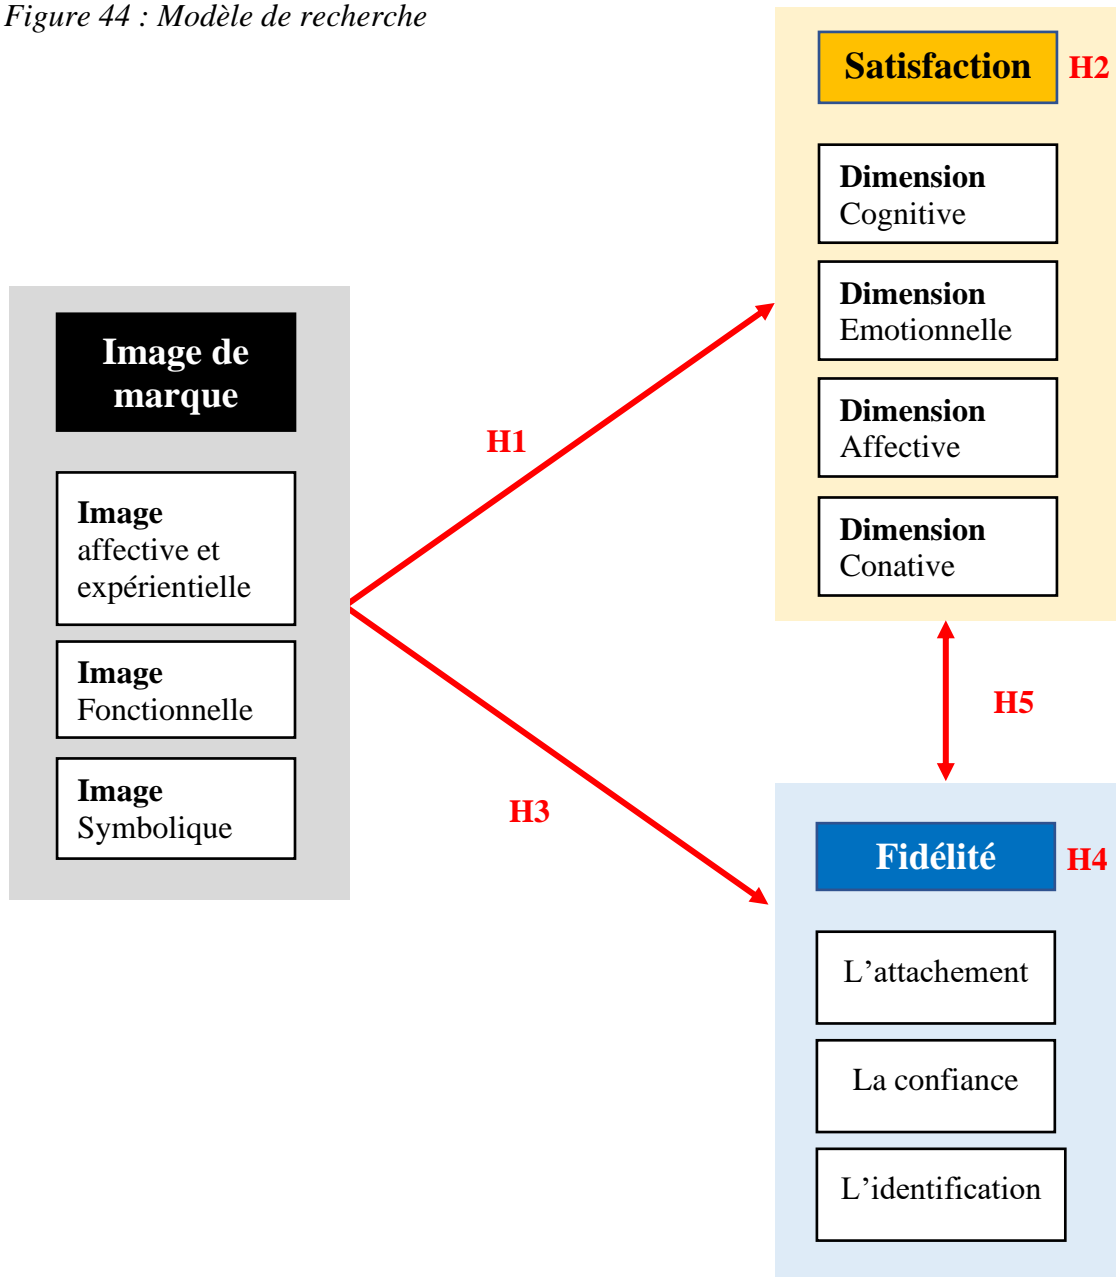 Figure 44 : Modèle de recherche
Satisfaction
H2
Dimension
Cognitive
Dimension
Emotionnelle
Dimension
Affective
Dimension
Conative
Image de
marque
Image
affective et
expérientielle
Image
Fonctionnelle
Image
Symbolique
H1
H3
H5
Fidélité
H4
L’attachement
La confiance
L’identification